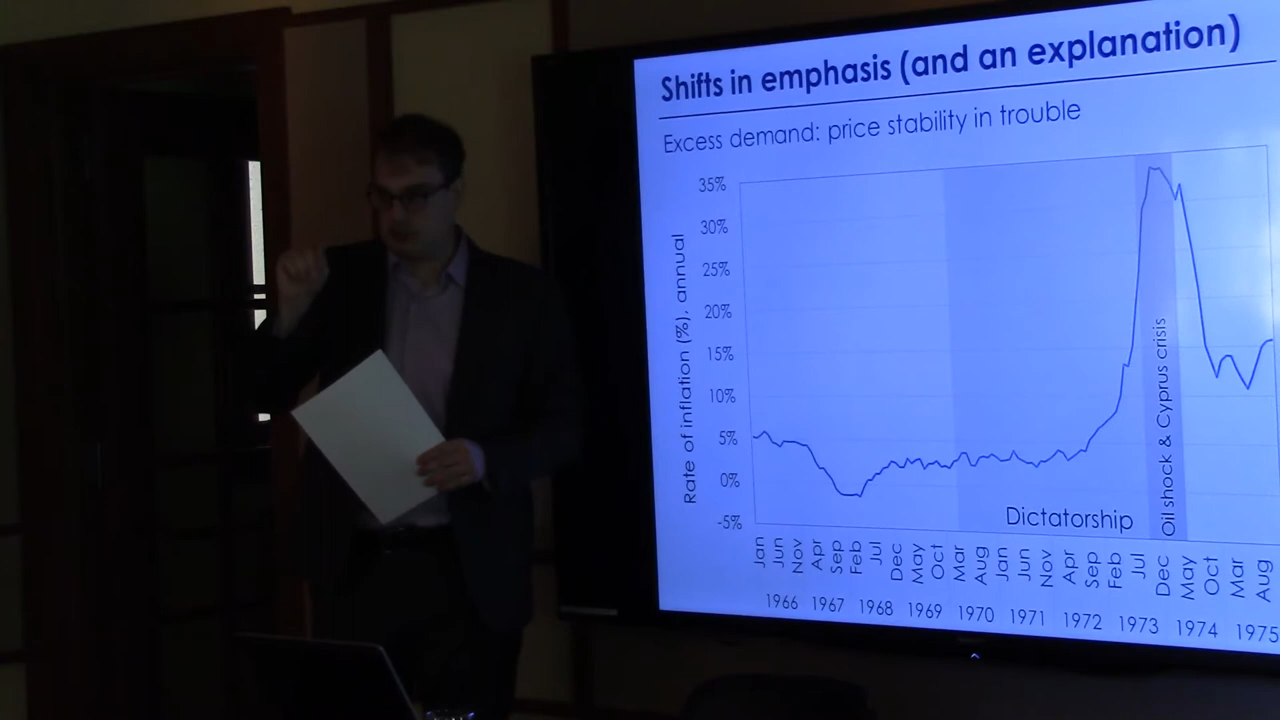 Shifts in emphasis (and an explanation)
Excess demand: price stability in trouble
Rate of inflation (%), annual
35%
30%
25%
20%
15%
10%
5%
0%
-5%
Dictatorship
Oil shock & Cyprus crisis
Jan Jun Nov Apr Sep Feb Jul Dec May Oct Mar Aug Jan Jun Nov Apr Sep Feb Jul Dec May Oct Mar Aug
1966 1967 1968 1969 1970 1971 1972 1973 1974 1975